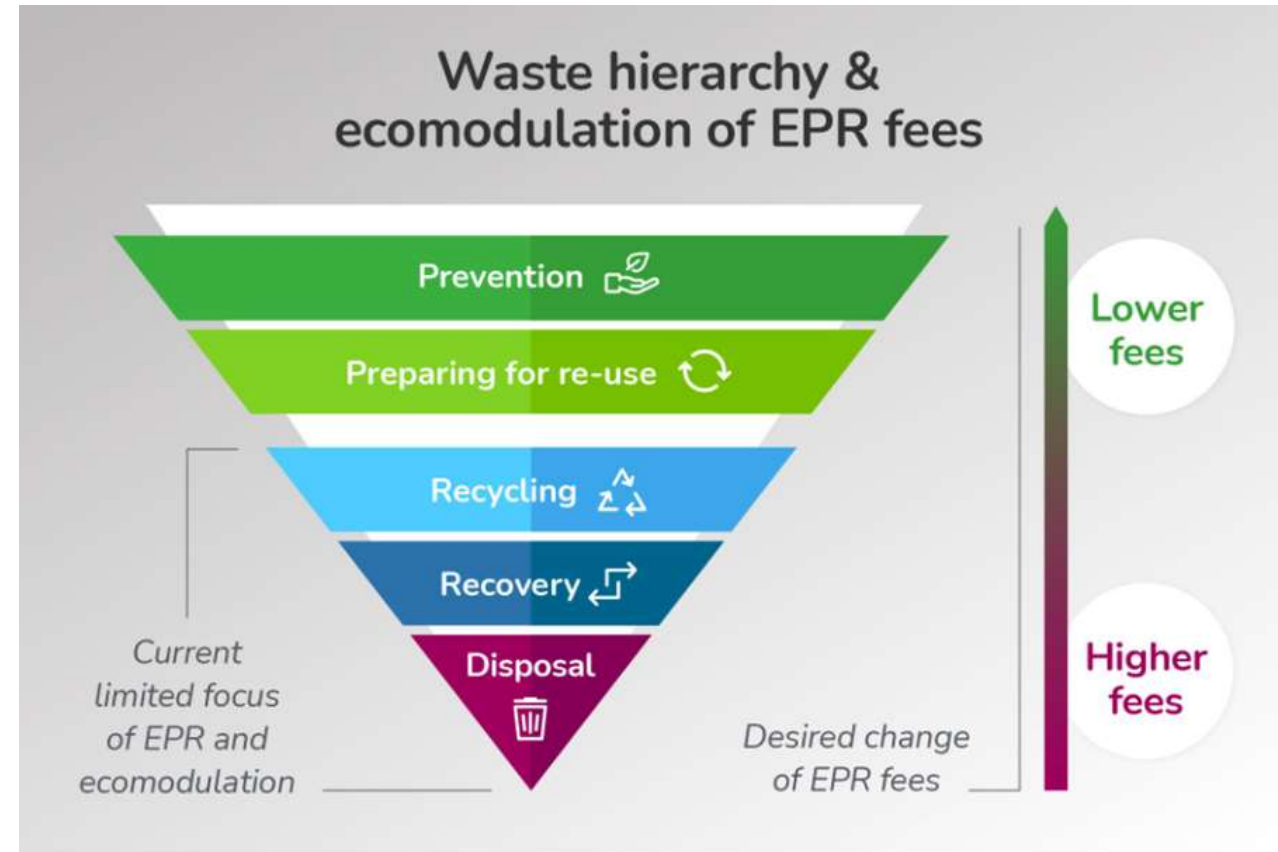 Waste hierarchy &
ecomodulation of EPR fees
Prevention
Preparing for re-use
Recycling
Recovery
Disposal
Current
limited focus
of EPR and
ecomodulation
Desired change
of EPR fees
Lower
fees
Higher
fees